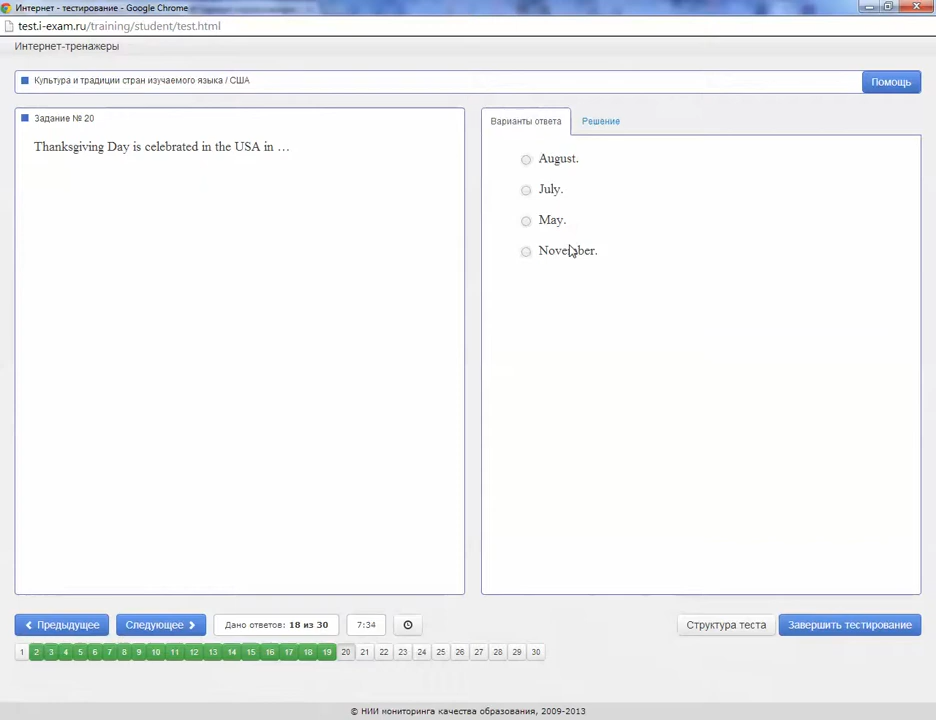 Интернет - тестирование - Google Chrome
test.i-exam.ru/training/student/test.html
Интернет-тренажеры
Культура и традиции стран изучаемого языка / США
Помощь
Задание № 20
Thanksgiving Day is celebrated in the USA in …
Варианты ответа
Решение
August.
July.
May.
November.
Предыдущее
Следующее
Дано ответов: 18 из 30
7:34
Структура теста
Завершить тестирование
1 2 3 4 5 6 7 8 9 10 11 12 13 14 15 16 17 18 19 20 21 22 23 24 25 26 27 28 29 30
© НИИ мониторинга качества образования, 2009-2013